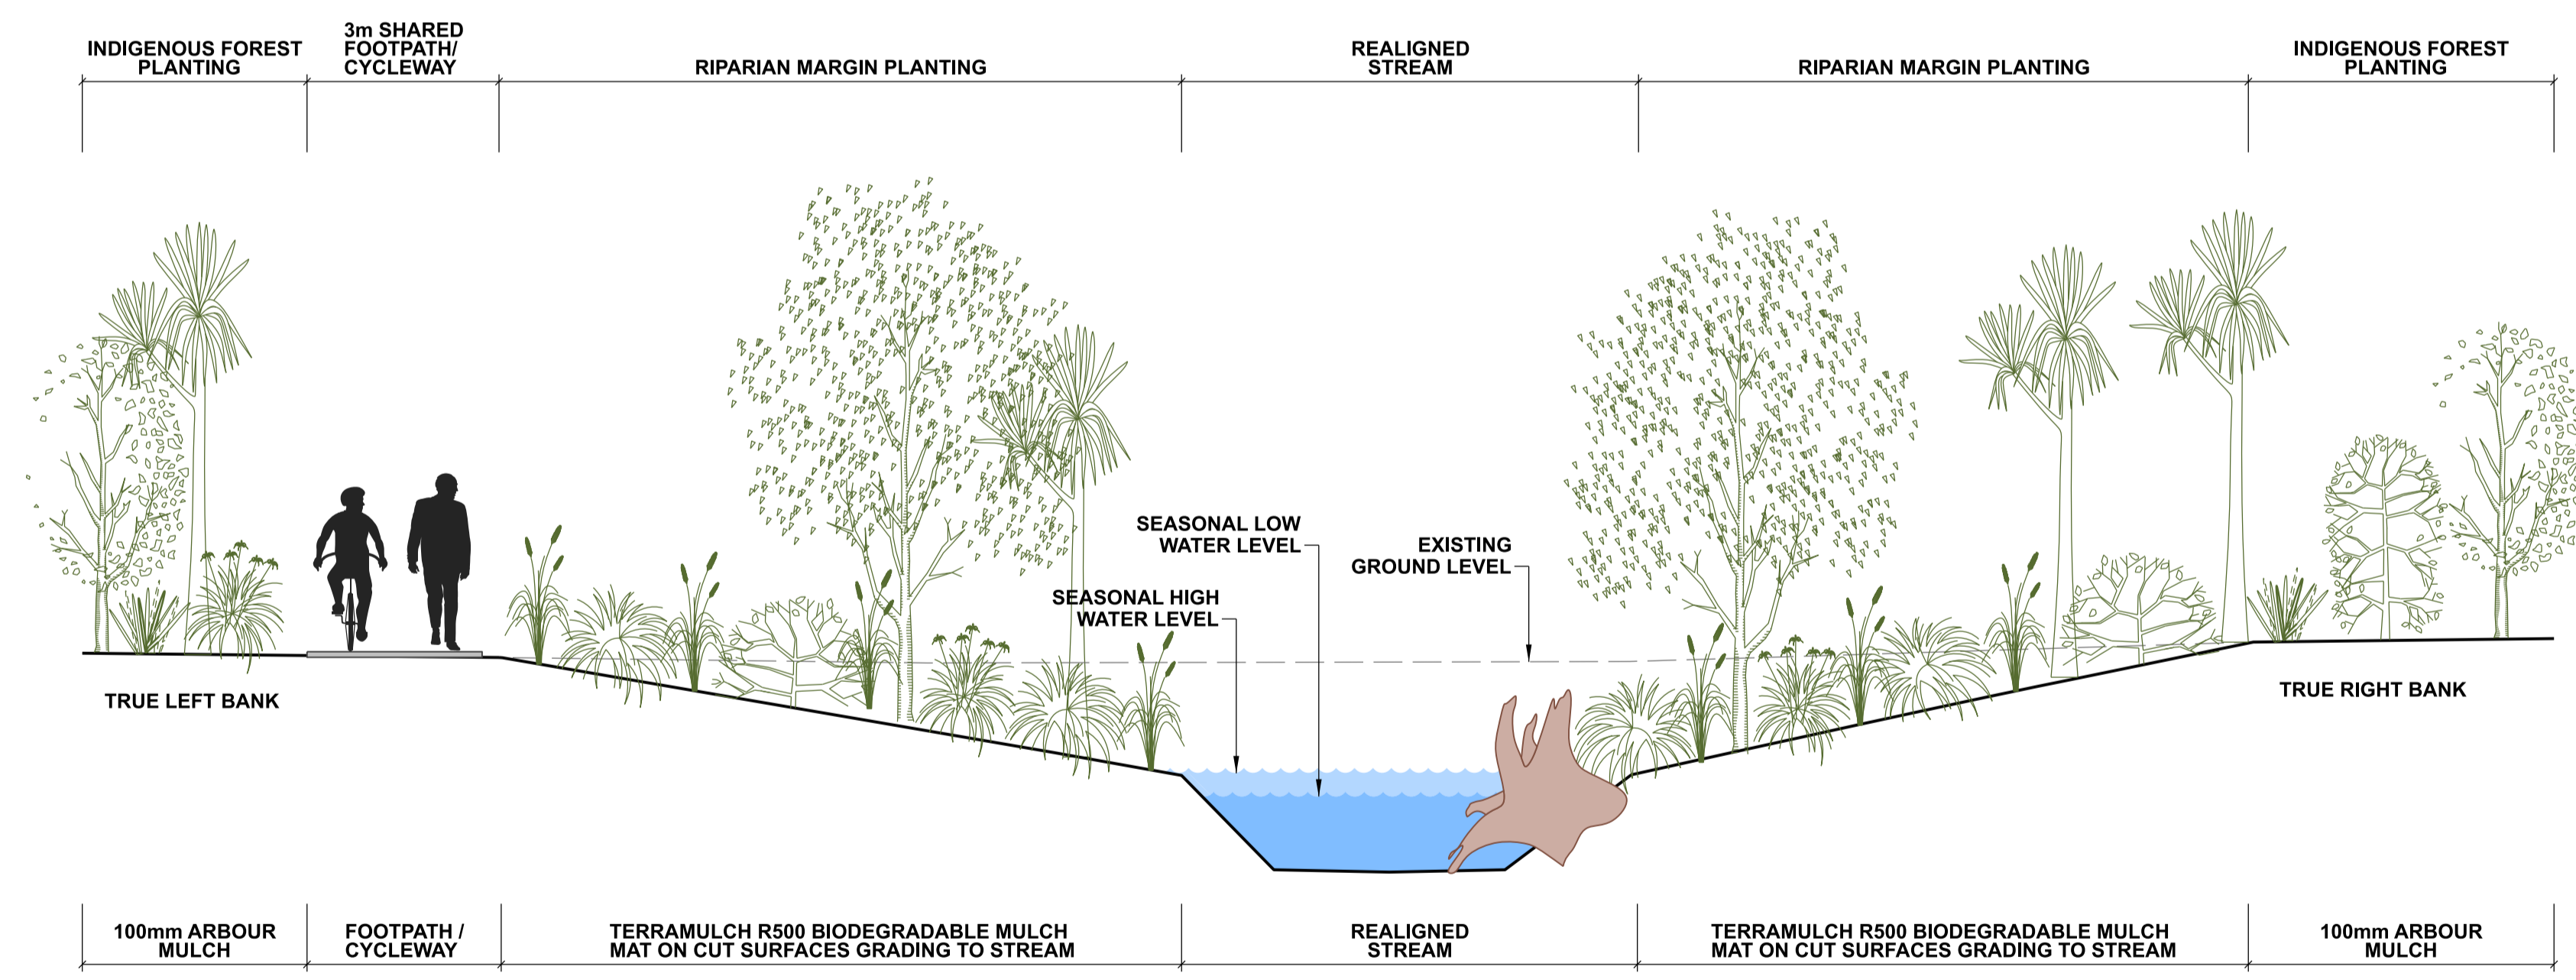 INDIGENOUS FOREST
PLANTING
3m SHARED
FOOTPATH/
CYCLEWAY
RIPARIAN MARGIN PLANTING
REALIGNED
STREAM
RIPARIAN MARGIN PLANTING
INDIGENOUS FOREST
PLANTING
SEASONAL LOW
WATER LEVEL
EXISTING
GROUND LEVEL
SEASONAL HIGH
WATER LEVEL
TRUE LEFT BANK
TRUE RIGHT BANK
100mm ARBOUR
MULCH
FOOTPATH /
CYCLEWAY
TERRAMULCH R500 BIODEGRADABLE MULCH
MAT ON CUT SURFACES GRADING TO STREAM
REALIGNED
STREAM
TERRAMULCH R500 BIODEGRADABLE MULCH
MAT ON CUT SURFACES GRADING TO STREAM
100mm ARBOUR
MULCH